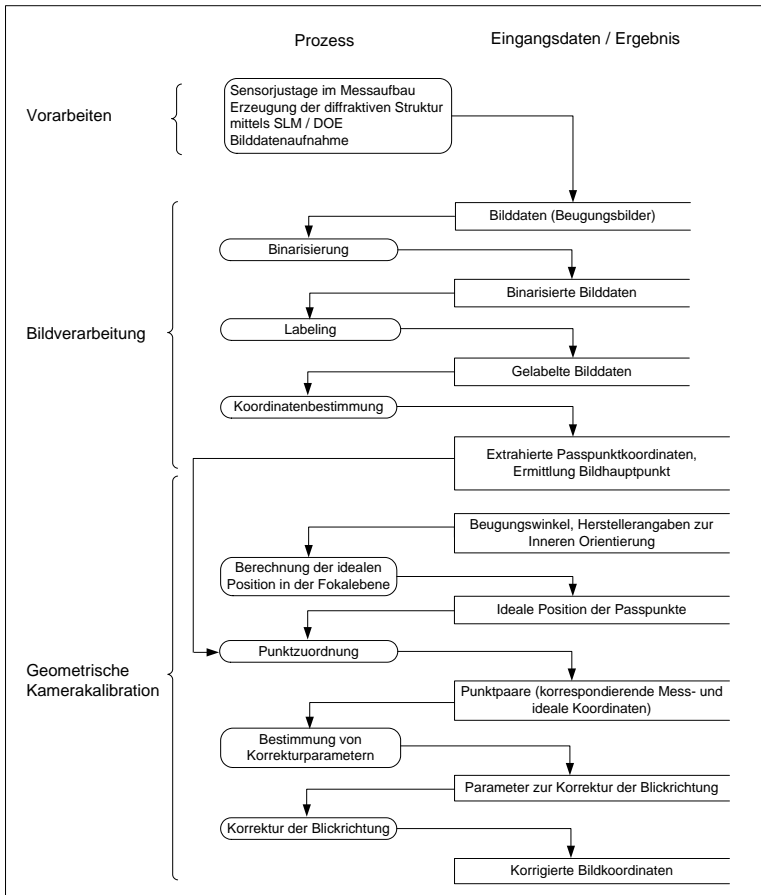 Prozess
Eingangsdaten / Ergebnis
Vorarbeiten
Sensorjustage im Messaufbau
Erzeugung der diffraktiven Struktur
mittels SLM / DOE
Bilddatenaufnahme
Bilddaten (Beugungsbilder)
Binarisierung
Binarisierte Bilddaten
Bildverarbeitung
Labeling
Gelabelte Bilddaten
Koordinatenbestimmung
Extrahierte Passpunktkoordinaten,
Ermittlung Bildhauptpunkt
Beugungswinkel, Herstellerangaben zur
Inneren Orientierung
Berechnung der idealen
Position in der Fokalebene
Ideale Position der Passpunkte
Punktzuordnung
Geometrische
Kamerakalibration
Punktpaare (korrespondierende Mess- und
ideale Koordinaten)
Bestimmung von
Korrekturparametern
Parameter zur Korrektur der Blickrichtung
Korrektur der Blickrichtung
Korrigierte Bildkoordinaten